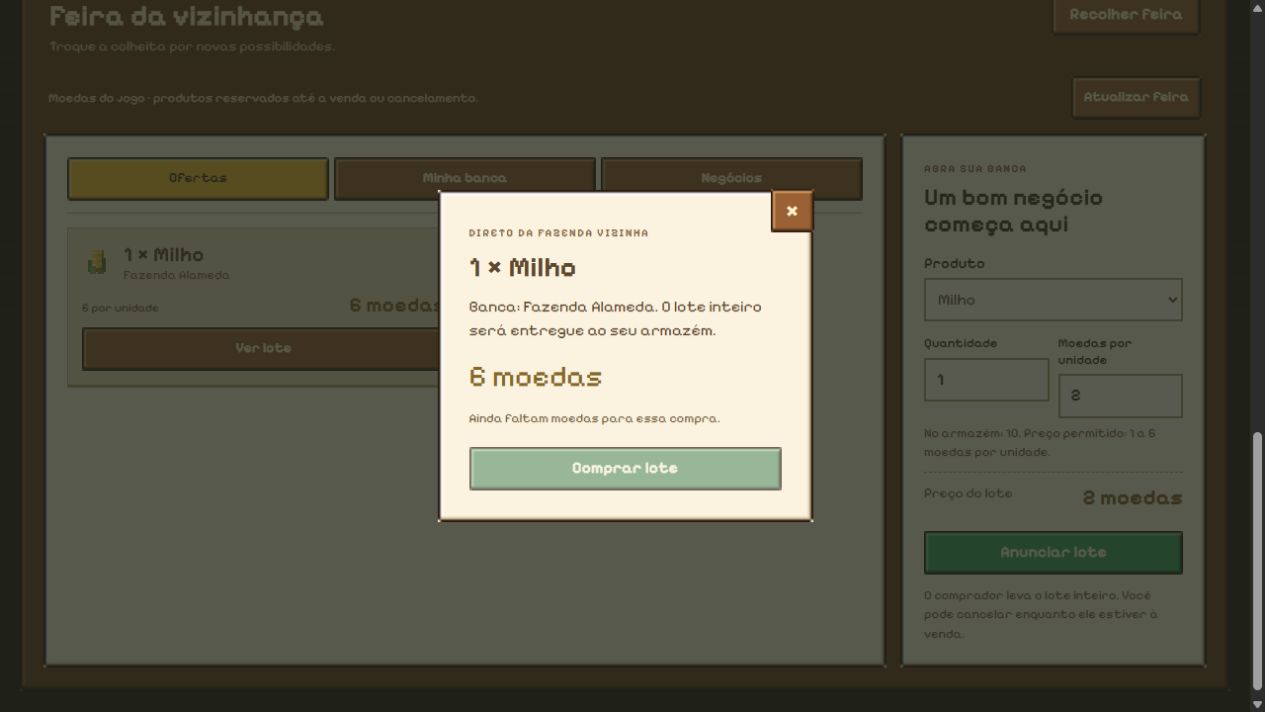 Feira da vizinhança
Recolher feira
Troque a colheita por novas possibilidades.
Moedas do jogo · produtos reservados até a venda ou cancelamento.
Atualizar feira
Ofertas
Minha banca
Negócios
1 × Milho
Fazenda Alameda
6 por unidade
6 moedas
Ver lote
×
DIRETO DA FAZENDA VIZINHA
1 × Milho
Banca: Fazenda Alameda. O lote inteiro
será entregue ao seu armazém.
6 moedas
Ainda faltam moedas para essa compra.
Comprar lote
ABRA SUA BANCA
Um bom negócio
começa aqui
Produto
Milho
Quantidade
Moedas por
unidade
1
2
No armazém: 10. Preço permitido: 1 a 6
moedas por unidade.
Preço do lote
2 moedas
Anunciar lote
O comprador leva o lote inteiro. Você
pode cancelar enquanto ele estiver à
venda.